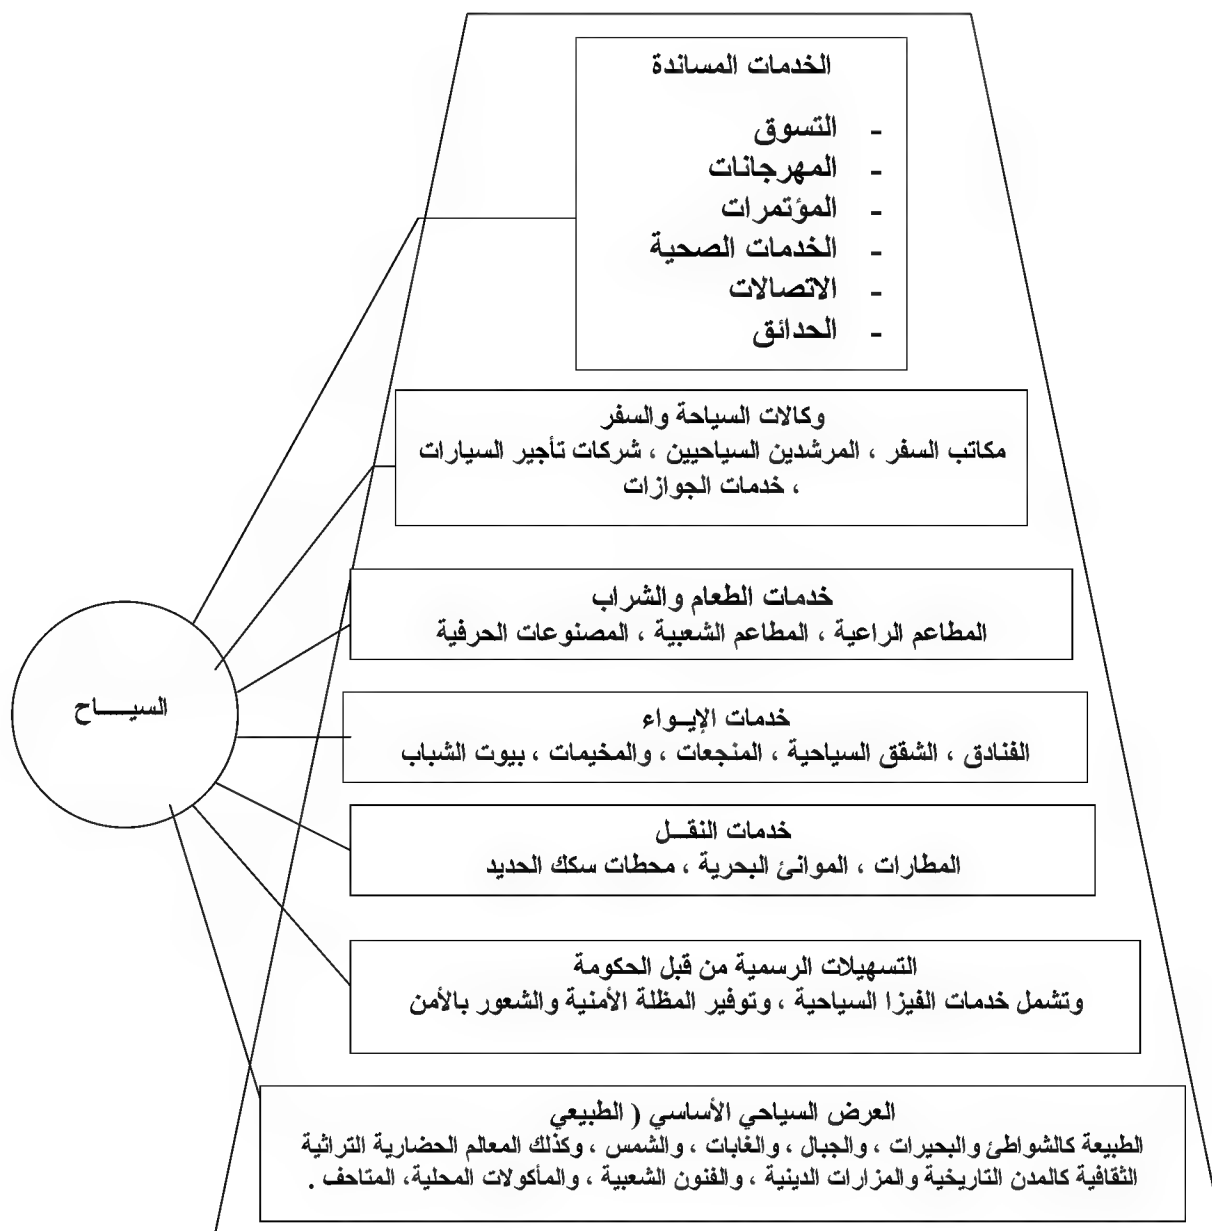 الخدمات المساندة
- التسوق
- المهرجانات
- المؤتمرات
- الخدمات الصحية
- الاتصالات
- الحدائق
وكالات السياحة والسفر
مكاتب السفر ، المرشدين السياحيين ، شركات تأجير السيارات
، خدمات الجوازات
خدمات الطعام والشراب
المطاعم الراعية ، المطاعم الشعبية ، المصنوعات الحرفية
السيـــــاح
خدمات الإيــواء
الفنادق ، الشقق السياحية ، المنجعات ، والمخيمات ، بيوت الشباب
خدمات النقــل
المطارات ، الموانئ البحرية ، محطات سكك الحديد
التسهيلات الرسمية من قبل الحكومة
وتشمل خدمات الفيزا السياحية ، وتوفير المظلة الأمنية والشعور بالأمن
العرض السياحي الأساسي ( الطبيعي
الطبيعة كالشواطئ والبحيرات ، والجبال ، والغابات ، والشمس ، وكذلك المعالم الحضارية التراثية
الثقافية كالمدن التاريخية والمزارات الدينية ، والفنون الشعبية ، والمأكولات المحلية، المتاحف .